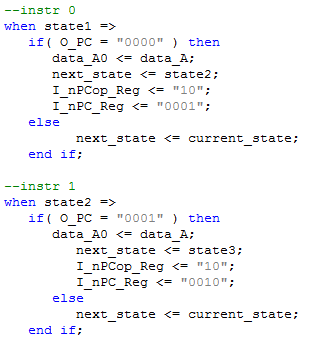 --instr 0
when state1 =>
if( O_PC = "0000" ) then
data_A0 <= data_A;
next_state <= state2;
I_nPCop_Reg <= "10";
I_nPC_Reg <= "0001";
else
next_state <= current_state;
end if;
--instr 1
when state2 =>
if( O_PC = "0001" ) then
data_A0 <= data_A;
next_state <= state3;
I_nPCop_Reg <= "10";
I_nPC_Reg <= "0010";
else
next_state <= current_state;
end if;